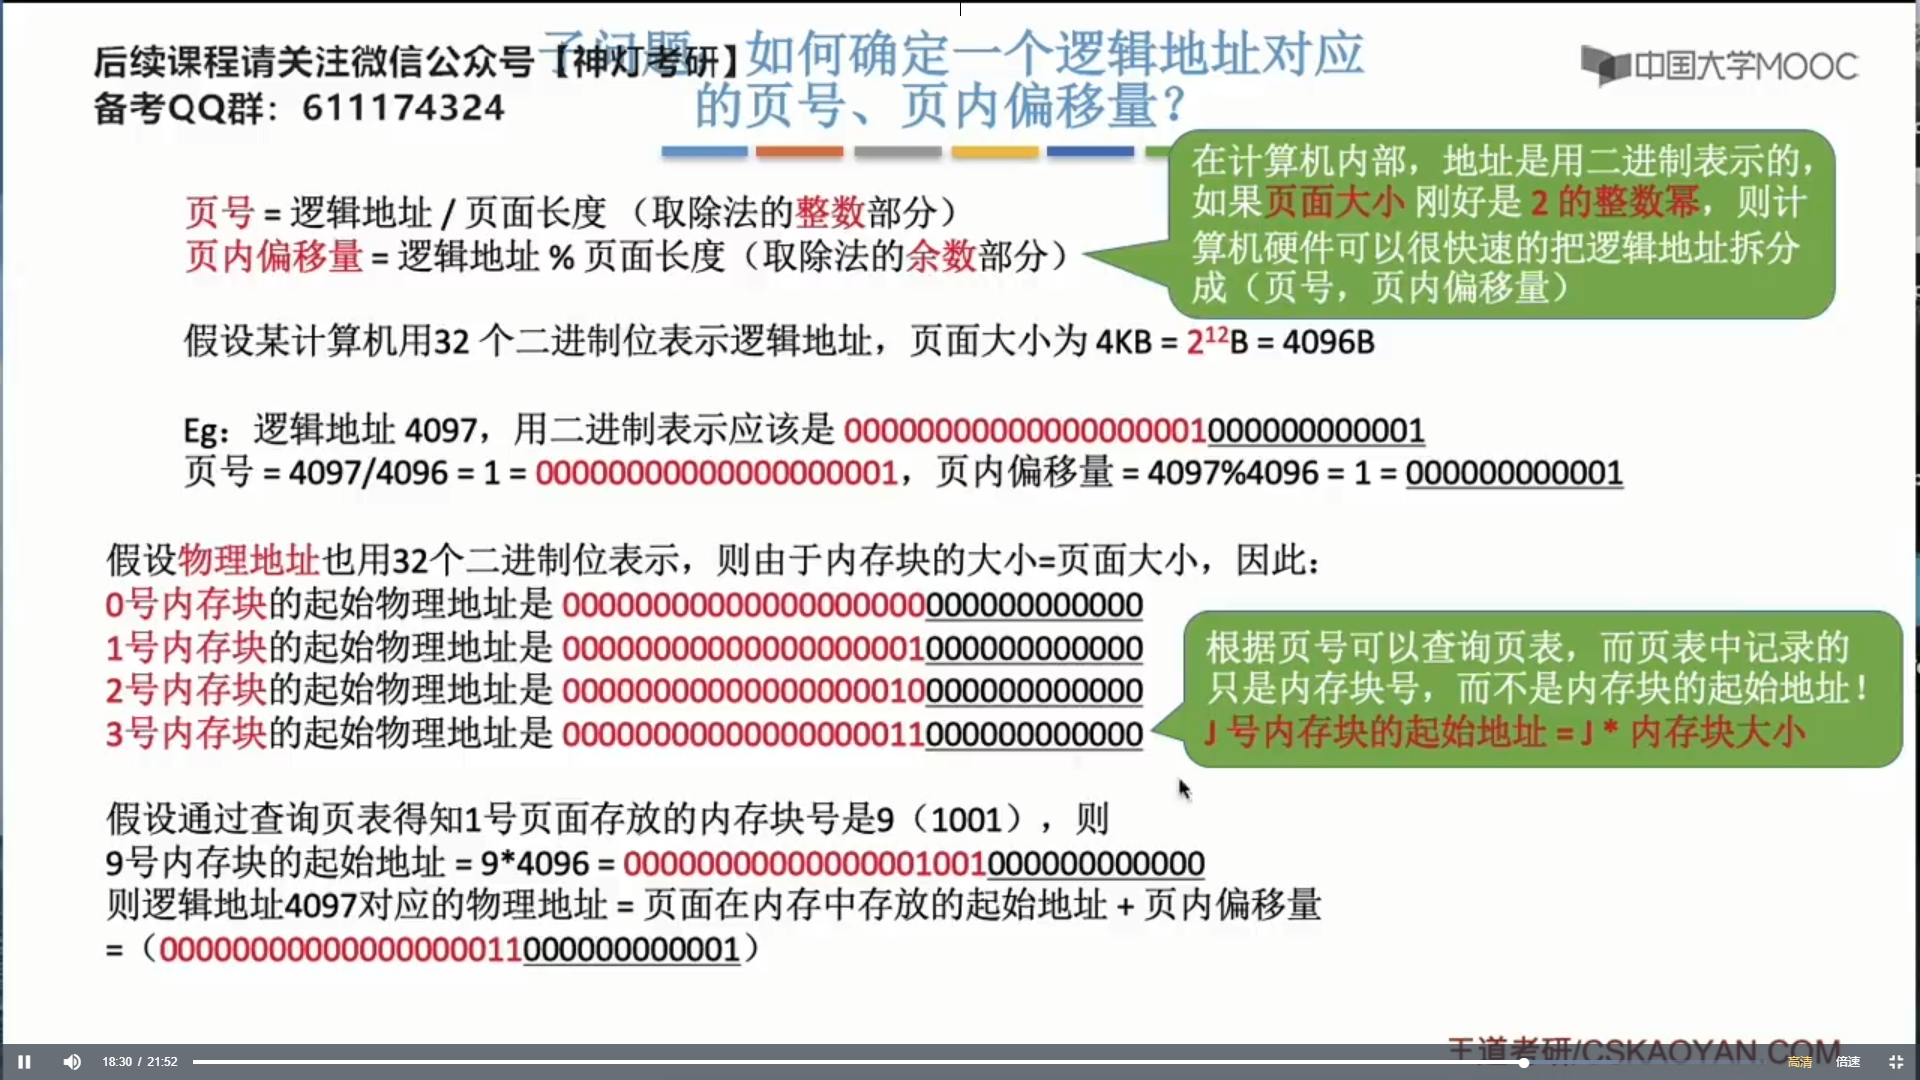 后续课程请关注微信公众号【神灯考研】
备考QQ群：611174324
子问题：如何确定一个逻辑地址对应
的页号、页内偏移量？
中国大学MOOC
在计算机内部，地址是用二进制表示的，
如果页面大小 刚好是 2 的整数幂，则计
算机硬件可以很快速的把逻辑地址拆分
成（页号，页内偏移量）
页号 = 逻辑地址 / 页面长度 （取除法的整数部分）
页内偏移量 = 逻辑地址 % 页面长度（取除法的余数部分）
假设某计算机用32 个二进制位表示逻辑地址，页面大小为 4KB = 2¹²B = 4096B
Eg：逻辑地址 4097，用二进制表示应该是 00000000000000000001000000000001
页号 = 4097/4096 = 1 = 00000000000000000001，页内偏移量 = 4097%4096 = 1 = 000000000001
假设物理地址也用32个二进制位表示，则由于内存块的大小=页面大小，因此：
0号内存块的起始物理地址是 00000000000000000000000000000000
1号内存块的起始物理地址是 00000000000000000001000000000000
2号内存块的起始物理地址是 00000000000000000010000000000000
3号内存块的起始物理地址是 00000000000000000011000000000000
根据页号可以查询页表，而页表中记录的
只是内存块号，而不是内存块的起始地址！
J 号内存块的起始地址 = J * 内存块大小
假设通过查询页表得知1号页面存放的内存块号是9（1001），则
9号内存块的起始地址 = 9*4096 = 00000000000000001001000000000000
则逻辑地址4097对应的物理地址 = 页面在内存中存放的起始地址 + 页内偏移量
=（00000000000000000011000000000001）
王道考研/CSKAOYAN.COM
18:30 / 21:52
高清
倍速